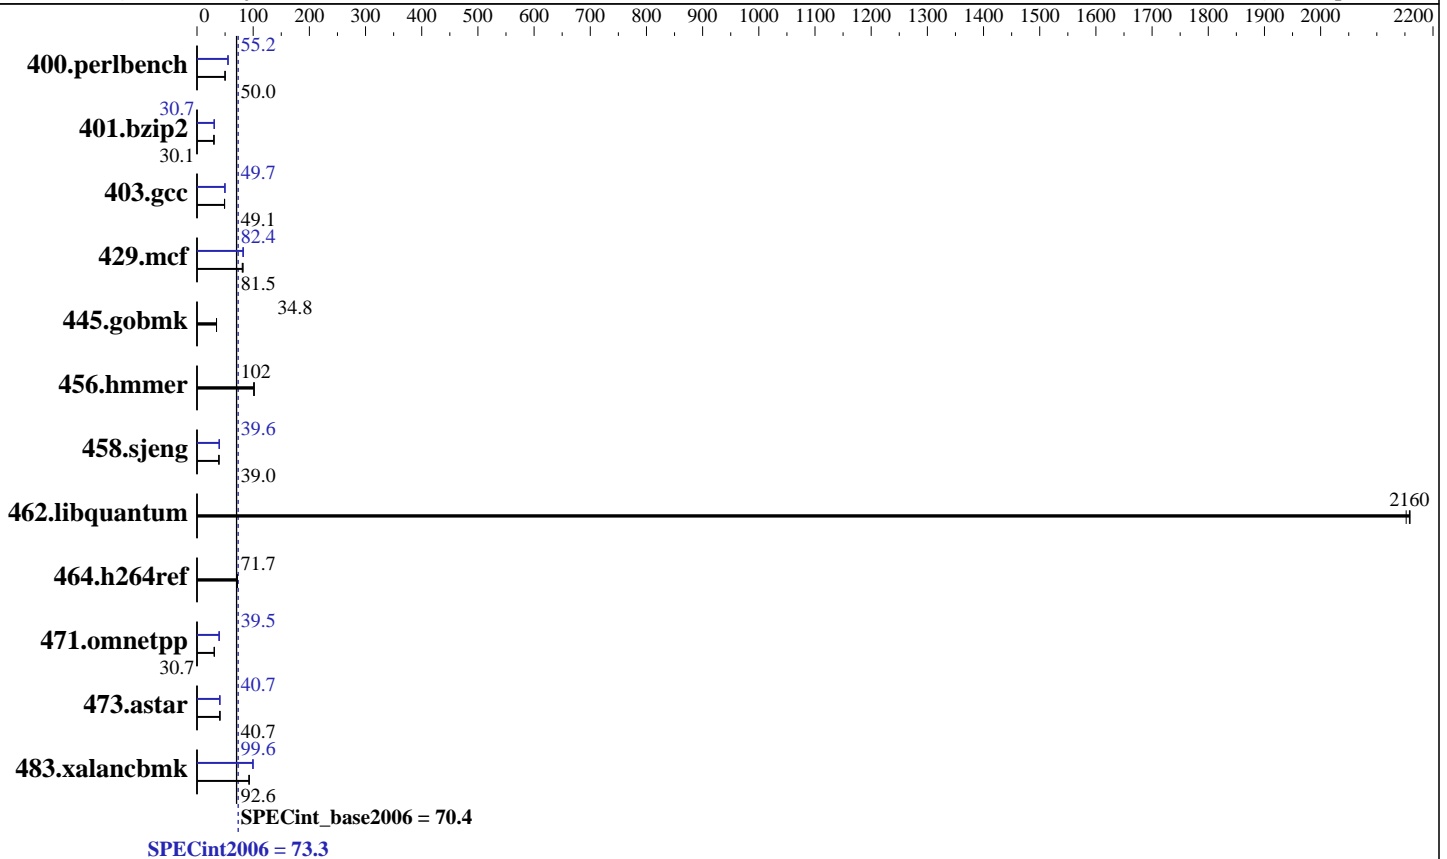 0 100 200 300 400 500 600 700 800 900 1000 1100 1200 1300 1400 1500 1600 1700 1800 1900 2000 2200
55.2
400.perlbench
50.0
30.7
401.bzip2
30.1
49.7
403.gcc
49.1
82.4
429.mcf
81.5
34.8
445.gobmk
102
456.hmmer
39.6
458.sjeng
39.0
2160
462.libquantum
71.7
464.h264ref
39.5
471.omnetpp
30.7
40.7
473.astar
40.7
99.6
483.xalancbmk
92.6
SPECint_base2006 = 70.4
SPECint2006 = 73.3